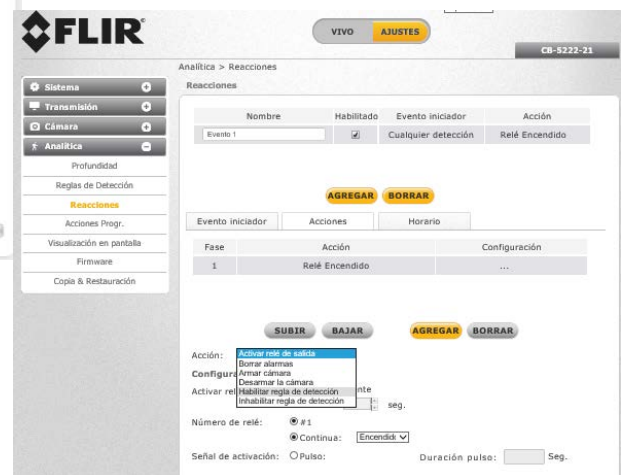 FLIR
VIVO AJUSTES
CB-5222-21
Analítica > Reacciones
Sistema
Transmisión
Cámara
Analítica
Profundidad
Reglas de Detección
Reacciones
Acciones Progr.
Visualización en pantalla
Firmware
Copia & Restauración
Reacciones
Nombre Habilitado Evento iniciador Acción
Evento 1 Cualquier detección Relé Encendido
AGREGAR BORRAR
Evento iniciador Acciones Horario
Fase Acción Configuración
1 Relé Encendido ...
SUBIR BAJAR AGREGAR BORRAR
Acción: Activar relé de salida
Borrar alarmas
Armar cámara
Desarmar la cámara
Habilitar regla de detección
Inhabilitar regla de detección
Configura
Activar rel nte
seg.
Número de relé: #1
Continua: Encendid
Señal de activación: Pulso: Duración pulso: Seg.